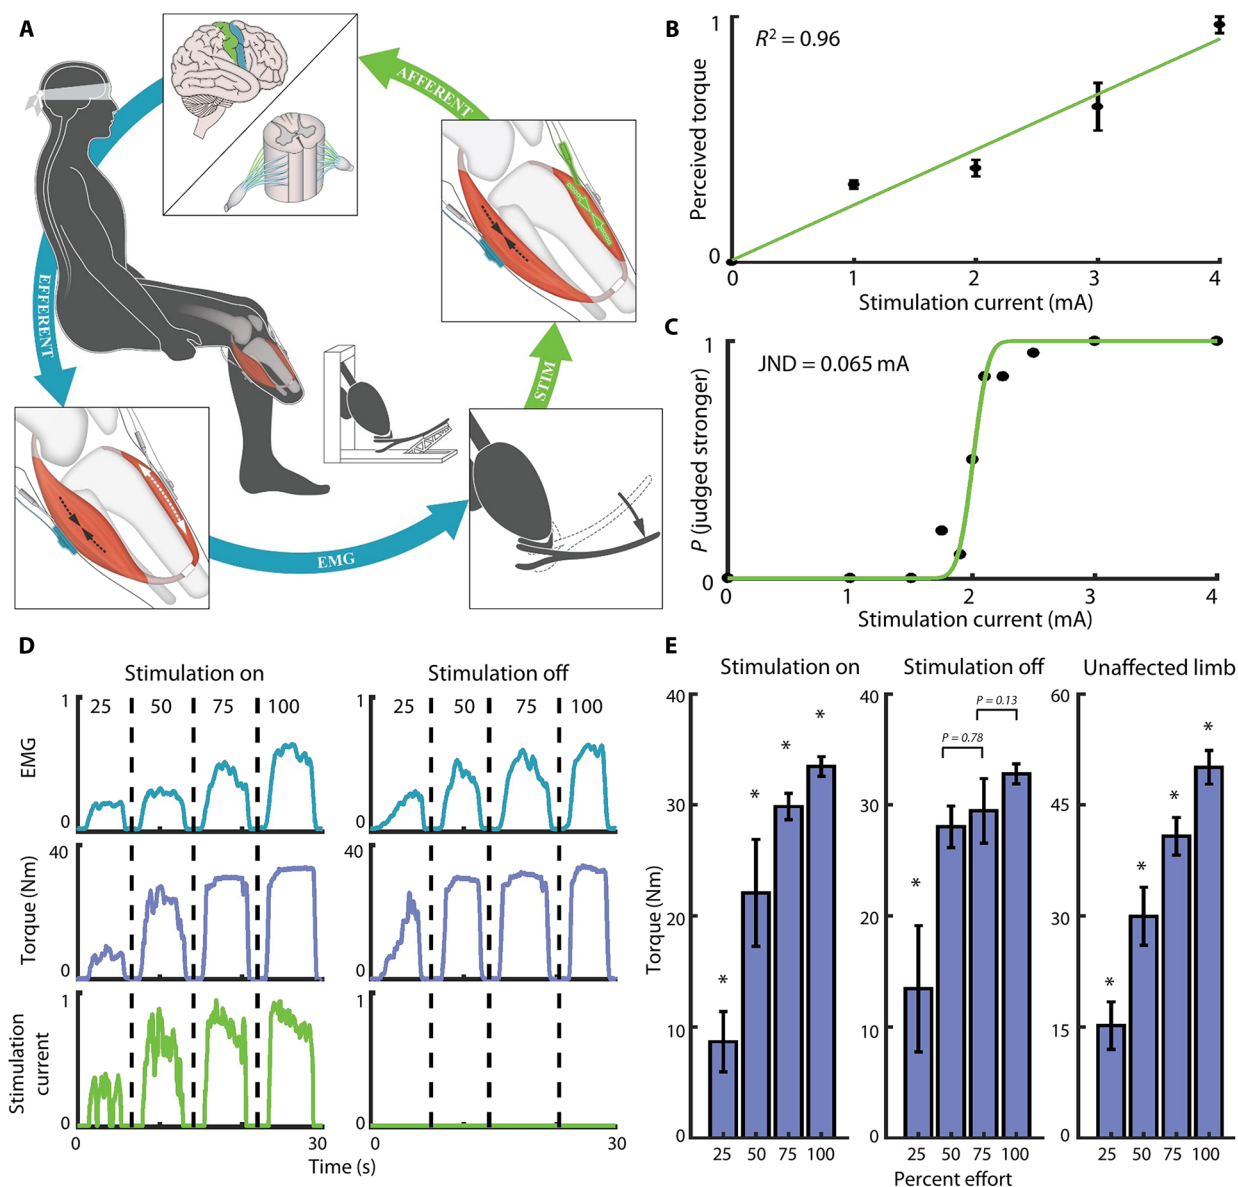 A
AFFERENT
EFFERENT
STIM
EMG
B
R² = 0.96
Perceived torque
1
0
0 1 2 3 4
Stimulation current (mA)
C
JND = 0.065 mA
P (judged stronger)
1
0
0 1 2 3 4
Stimulation current (mA)
D
Stimulation on
Stimulation off
25 50 75 100
25 50 75 100
EMG
1
0
1
0
Torque (Nm)
40
0
40
0
Stimulation
current
1
0
1
0
0 30
0 30
Time (s)
E
Stimulation on
Stimulation off
Unaffected limb
Torque (Nm)
40
30
20
10
0
* * * *
25 50 75 100
40
30
20
10
0
P = 0.13
P = 0.78
*
25 50 75 100
60
45
30
15
0
* * * *
25 50 75 100
Percent effort